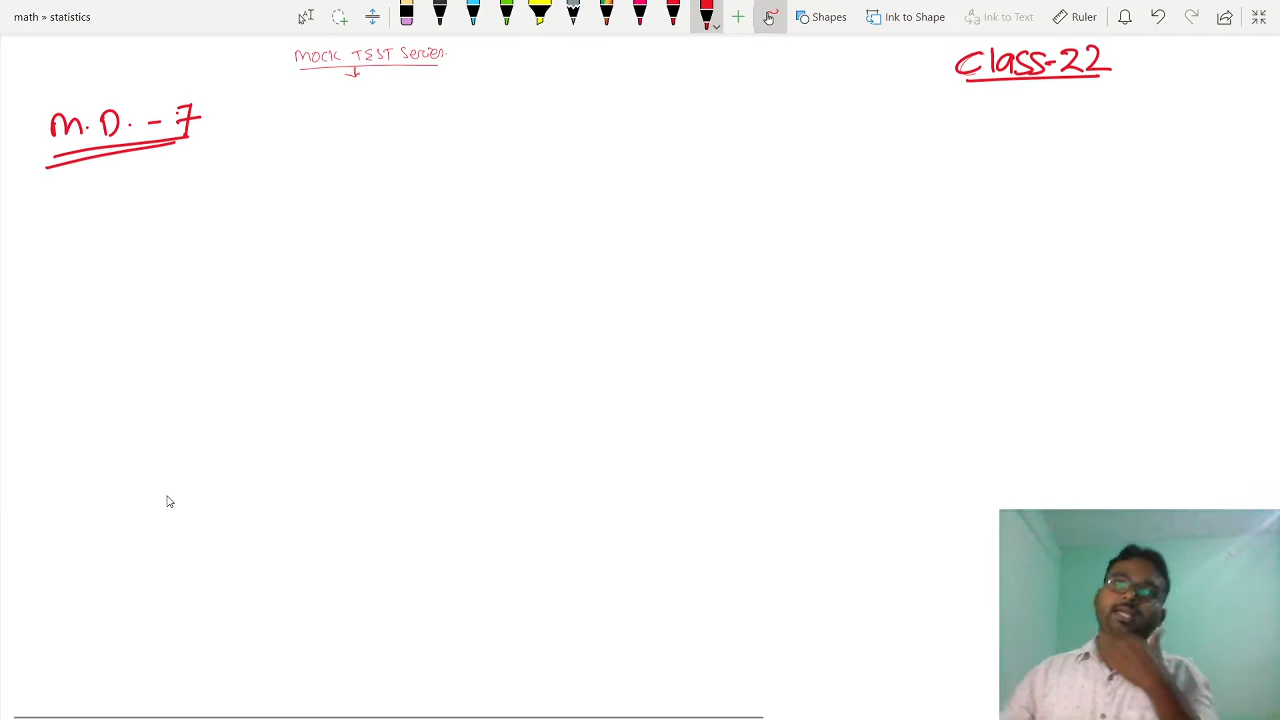 math » statistics
Shapes
Ink to Shape
Ink to Text
Ruler
Mock TEST Series.
Class-22
M.D. - 7